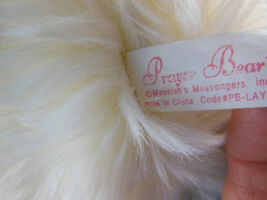 Prayer Bear
©Messiah's Messengers, inc
Made in China Code#PB-LAY